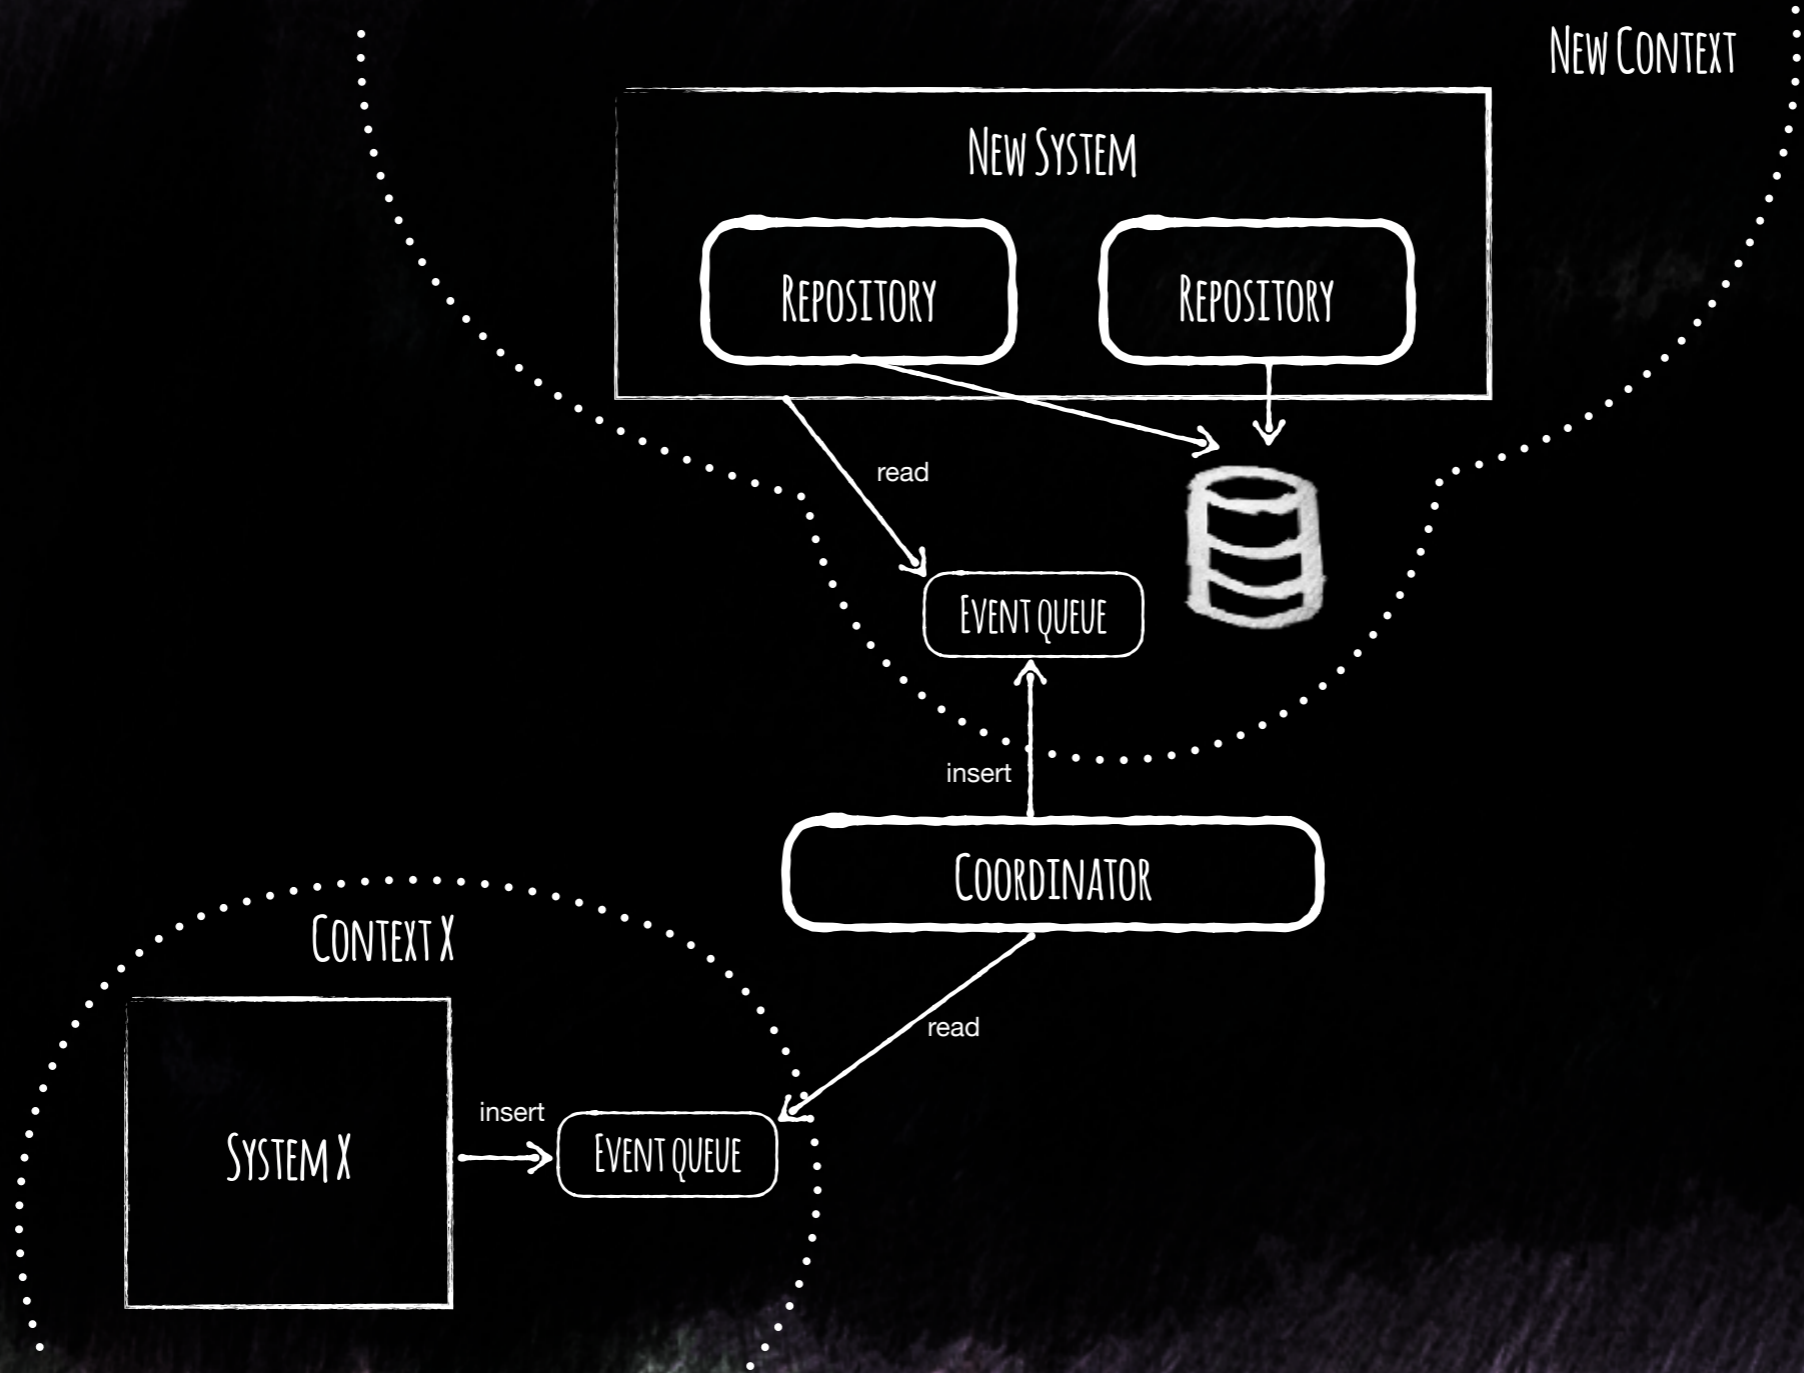 New Context
New System
Repository
Repository
read
Event queue
insert
Coordinator
Context X
read
insert
System X
Event queue